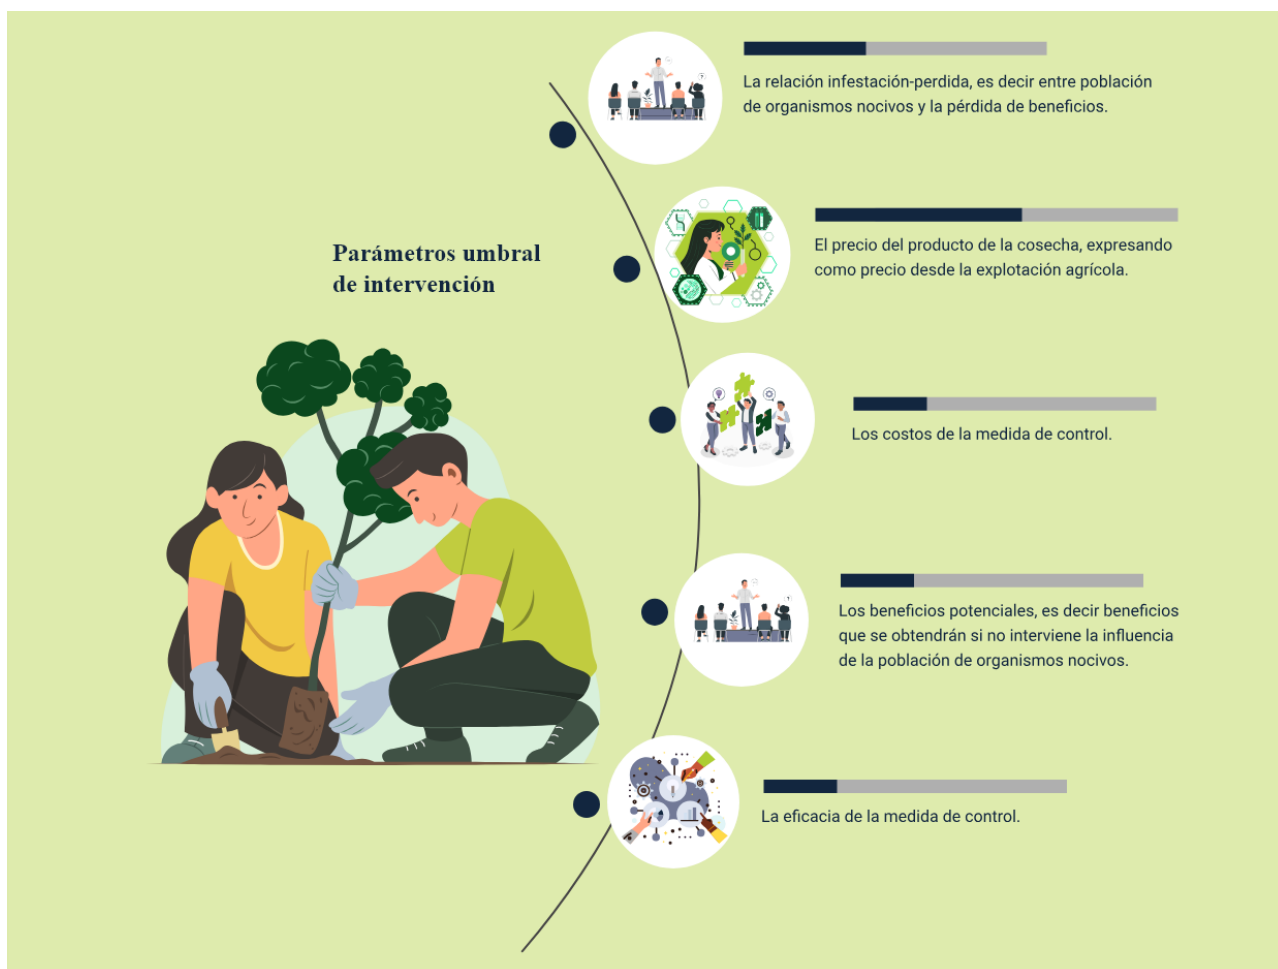 Parámetros umbral
de intervención
La relación infestación-perdida, es decir entre población
de organismos nocivos y la pérdida de beneficios.
El precio del producto de la cosecha, expresando
como precio desde la explotación agrícola.
Los costos de la medida de control.
Los beneficios potenciales, es decir beneficios
que se obtendrán si no interviene la influencia
de la población de organismos nocivos.
La eficacia de la medida de control.